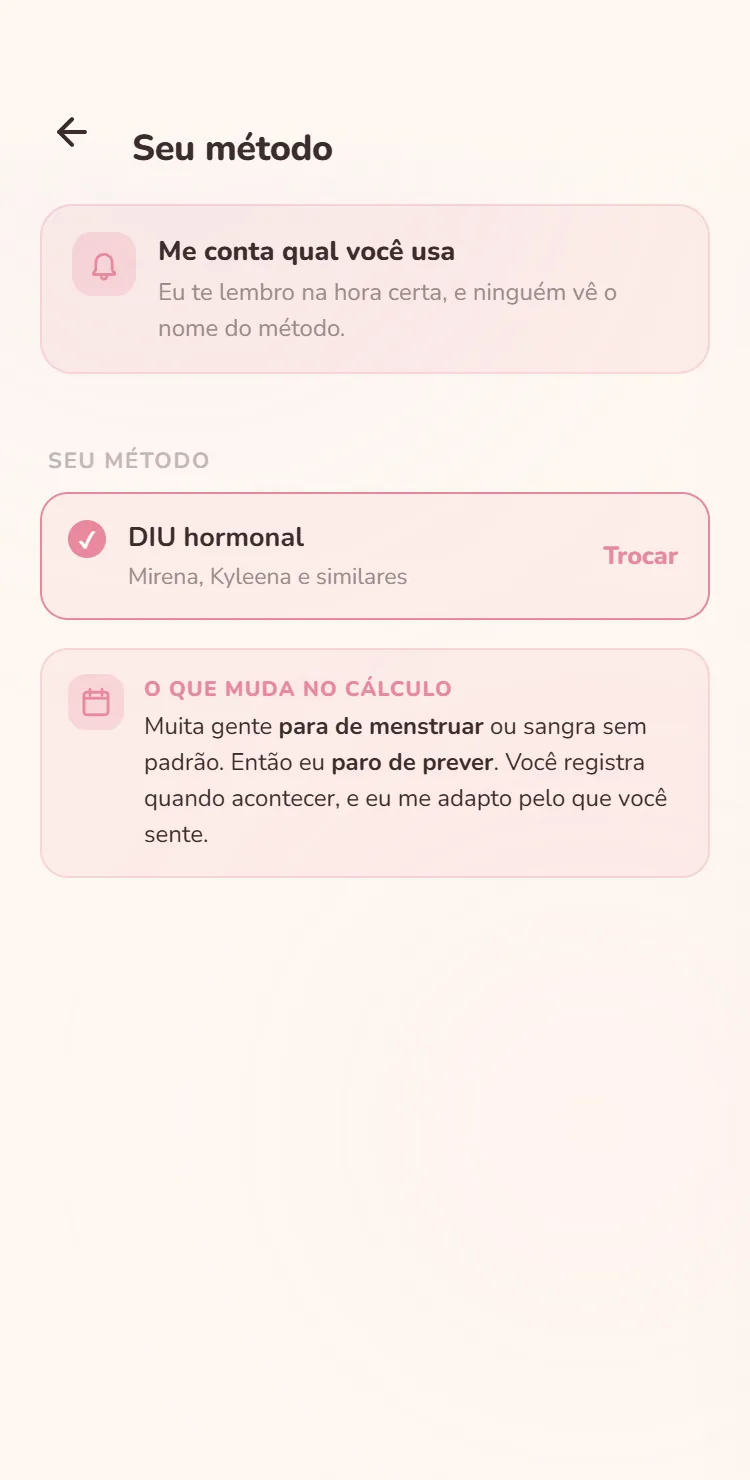 Seu método
Me conta qual você usa
Eu te lembro na hora certa, e ninguém vê o
nome do método.
SEU MÉTODO
DIU hormonal
Mirena, Kyleena e similares
Trocar
O QUE MUDA NO CÁLCULO
Muita gente para de menstruar ou sangra sem
padrão. Então eu paro de prever. Você registra
quando acontecer, e eu me adapto pelo que você
sente.